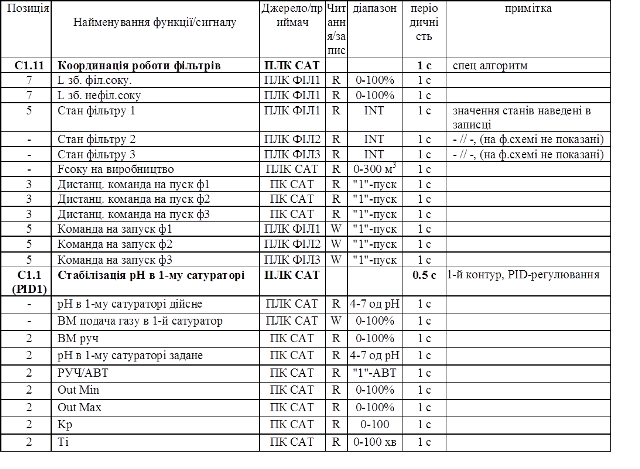 Позиція Найменування функції/сигналу Джерело/приймач Читання/запис діапазон періодичність примітка
C1.11 Координація роботи фільтрів ПЛК САТ 1 с спец алгоритм
7 L зб. філ.соку. ПЛК ФІЛ1 R 0-100% 1 с
7 L зб. нефіл.соку ПЛК ФІЛ1 R 0-100% 1 с
5 Стан фільтру 1 ПЛК ФІЛ1 R INT 1 с значення станів наведені в записці
- Стан фільтру 2 ПЛК ФІЛ2 R INT 1 с - // -, (на ф.схемі не показані)
- Стан фільтру 3 ПЛК ФІЛ3 R INT 1 с - // -, (на ф.схемі не показані)
- Fсоку на виробництво ПЛК САТ R 0-300 м³ 1 с
3 Дистанц. команда на пуск ф1 ПК САТ R "1"-пуск 1 с
3 Дистанц. команда на пуск ф2 ПК САТ R "1"-пуск 1 с
3 Дистанц. команда на пуск ф3 ПК САТ R "1"-пуск 1 с
5 Команда на запуск ф1 ПЛК ФІЛ1 W "1"-пуск 1 с
5 Команда на запуск ф2 ПЛК ФІЛ2 W "1"-пуск 1 с
5 Команда на запуск ф3 ПЛК ФІЛ3 W "1"-пуск 1 с
C1.1 (PID1) Стабілізація pH в 1-му сатураторі ПЛК САТ 0.5 с 1-й контур, PID-регулювання
- pH в 1-му сатураторі дійсне ПЛК САТ R 4-7 од pH 1 с
- ВМ подача газу в 1-й сатуратор ПЛК САТ W 0-100% 1 с
2 ВМ руч ПК САТ R 0-100% 1 с
2 pH в 1-му сатураторі задане ПК САТ R 4-7 од pH 1 с
2 РУЧ/АВТ ПК САТ R "1"-АВТ 1 с
2 Out Min ПК САТ R 0-100% 1 с
2 Out Max ПК САТ R 0-100% 1 с
2 Kp ПК САТ R 0-100 1 с
2 Ti ПК САТ R 0-100 хв 1 с